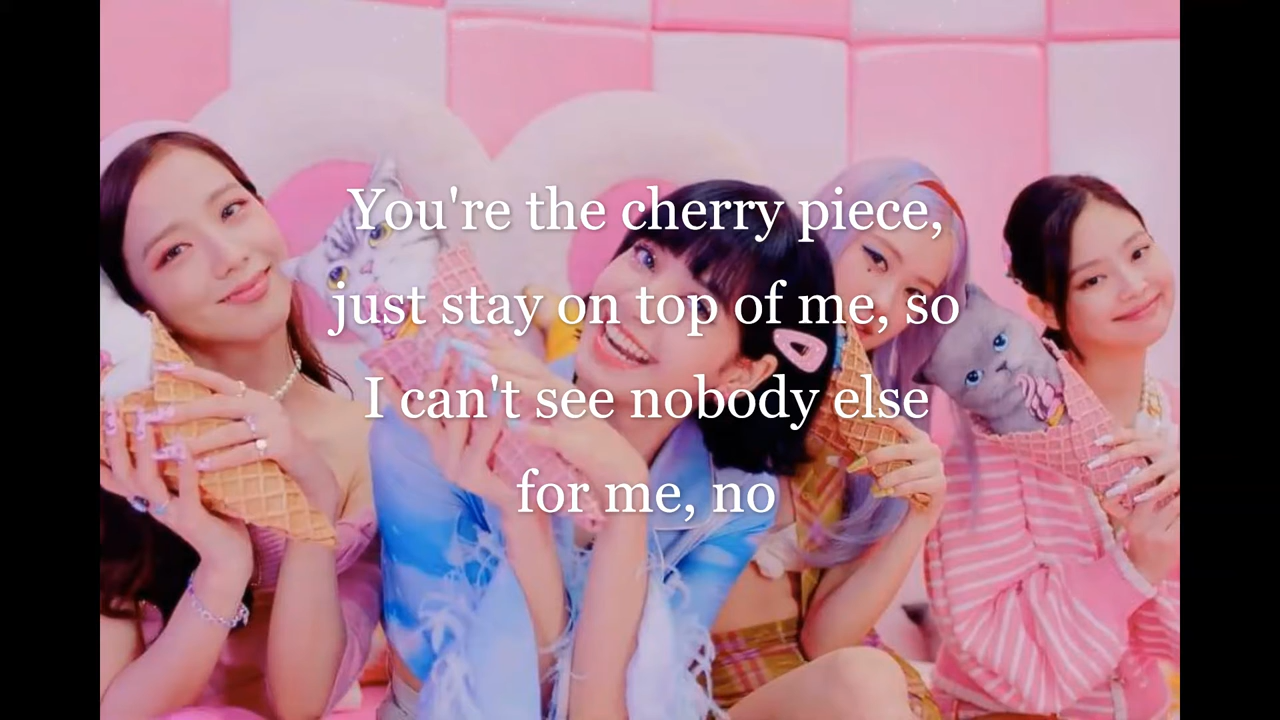 You're the cherry piece,
just stay on top of me, so
I can't see nobody else
for me, no